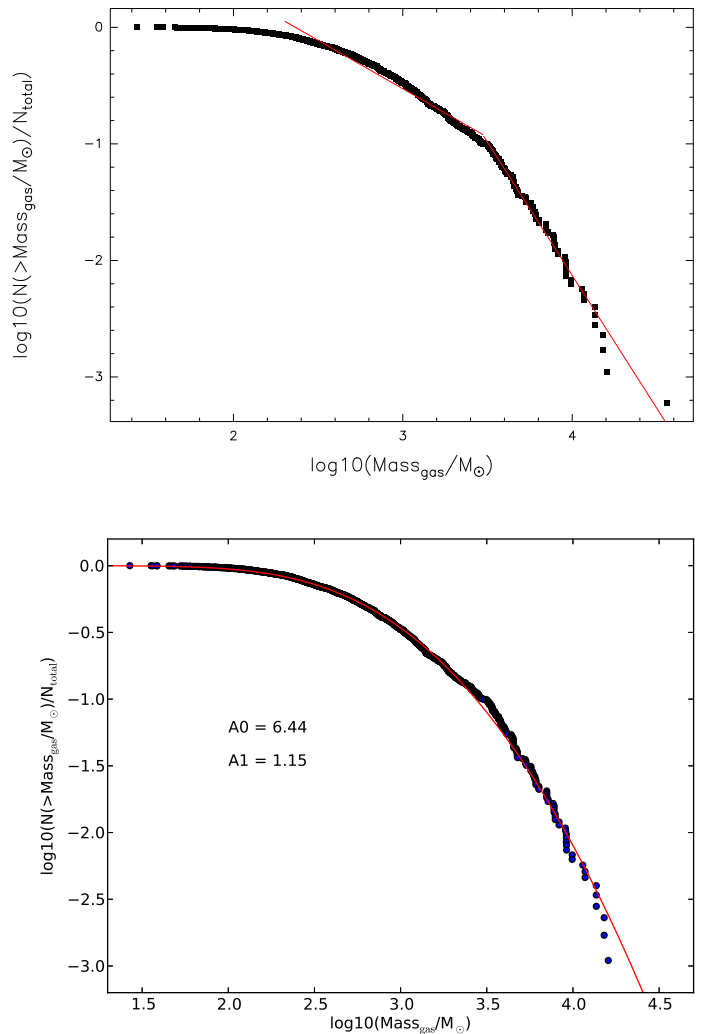 0
−1
−2
−3
log10(N(>Mass_gas/M_⊙)/N_total)
2 3 4
log10(Mass_gas/M_⊙)
0.0
−0.5
−1.0
−1.5
−2.0
−2.5
−3.0
log10(N(>Mass_gas/M_⊙)/N_total)
A0 = 6.44
A1 = 1.15
1.5 2.0 2.5 3.0 3.5 4.0 4.5
log10(Mass_gas/M_⊙)